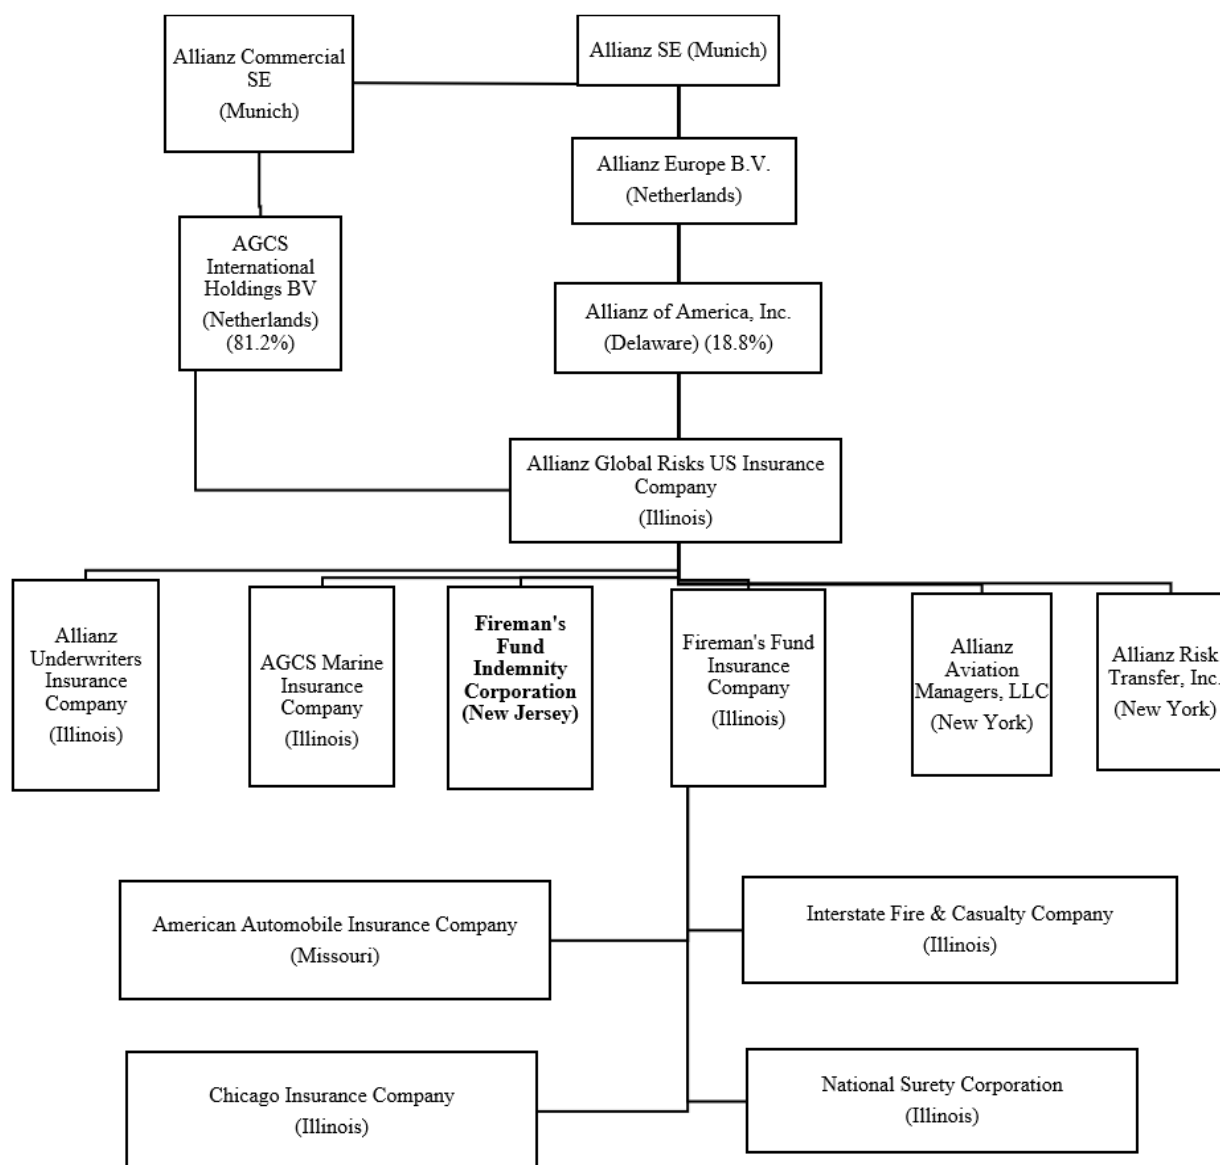 Allianz Commercial
SE
(Munich)
Allianz SE (Munich)
Allianz Europe B.V.
(Netherlands)
AGCS
International
Holdings BV
(Netherlands)
(81.2%)
Allianz of America, Inc.
(Delaware) (18.8%)
Allianz Global Risks US Insurance
Company
(Illinois)
Allianz
Underwriters
Insurance
Company
(Illinois)
AGCS Marine
Insurance
Company
(Illinois)
Fireman's
Fund
Indemnity
Corporation
(New Jersey)
Fireman's Fund
Insurance
Company
(Illinois)
Allianz
Aviation
Managers, LLC
(New York)
Allianz Risk
Transfer, Inc.
(New York)
American Automobile Insurance Company
(Missouri)
Interstate Fire & Casualty Company
(Illinois)
Chicago Insurance Company
(Illinois)
National Surety Corporation
(Illinois)